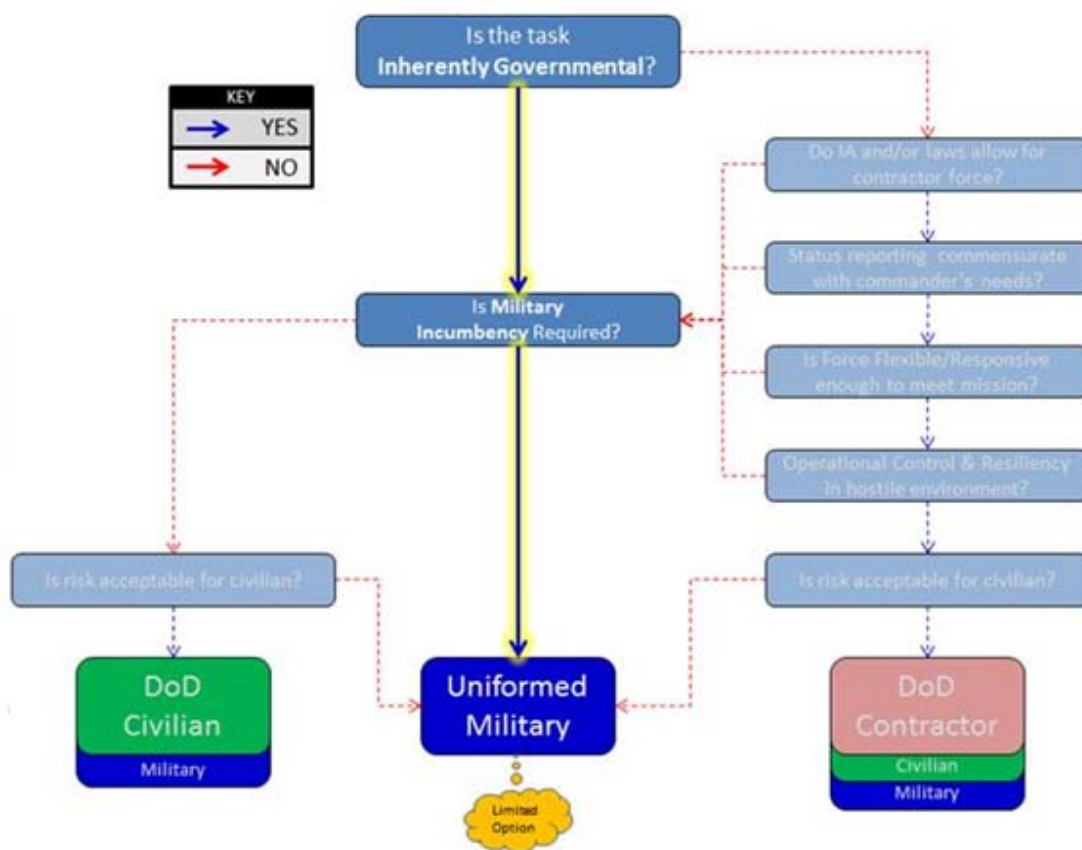 Is the task
Inherently Governmental?
KEY
YES
NO
Do IA and/or laws allow for
contractor force?
Status reporting commensurate
with commander's needs?
Is Military
Incumbency Required?
Is Force Flexible/Responsive
enough to meet mission?
Operational Control & Resiliency
in hostile environment?
Is risk acceptable for civilian?
Is risk acceptable for civilian?
DoD
Civilian
Military
Uniformed
Military
DoD
Contractor
Civilian
Military
Limited
Option